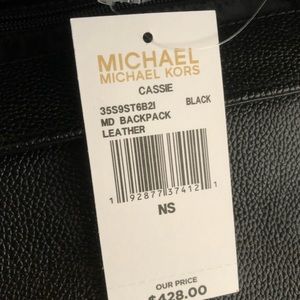 MICHAEL
MICHAEL KORS
CASSIE
35S9ST6B2I BLACK
MD BACKPACK
LEATHER
1 92877 37412 1
NS
OUR PRICE
$428.00